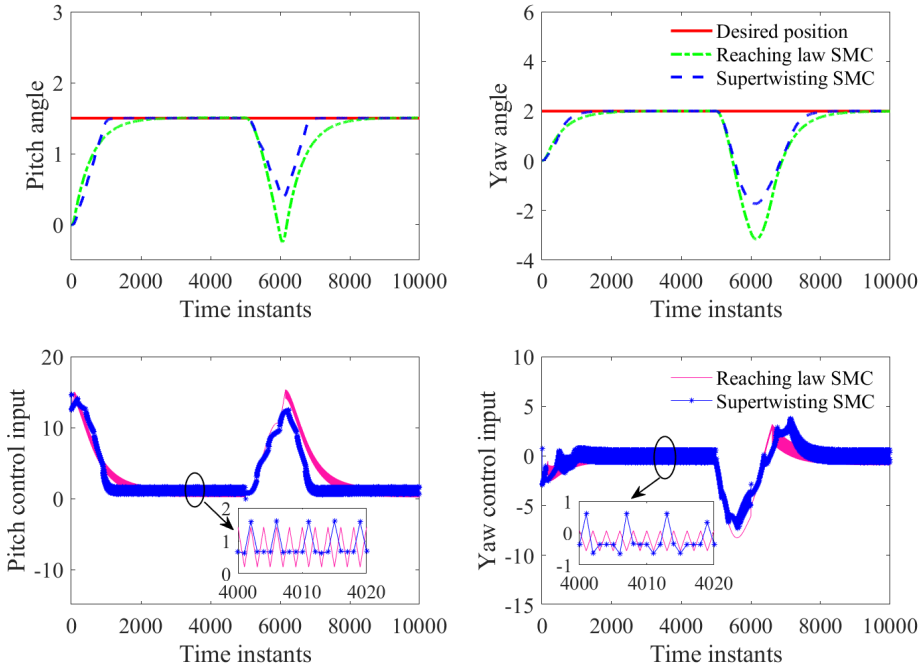 3
2
1
0
Pitch angle
0 2000 4000 6000 8000 10000
Time instants
6
4
2
0
-2
-4
Yaw angle
Desired position
Reaching law SMC
Supertwisting SMC
0 2000 4000 6000 8000 10000
Time instants
20
10
0
-10
Pitch control input
2
1
0
4000 4010 4020
0 2000 4000 6000 8000 10000
Time instants
10
5
0
-5
-10
-15
Yaw control input
Reaching law SMC
Supertwisting SMC
1
0
-1
4000 4013 4020
0 2000 4000 6000 8000 10000
Time instants